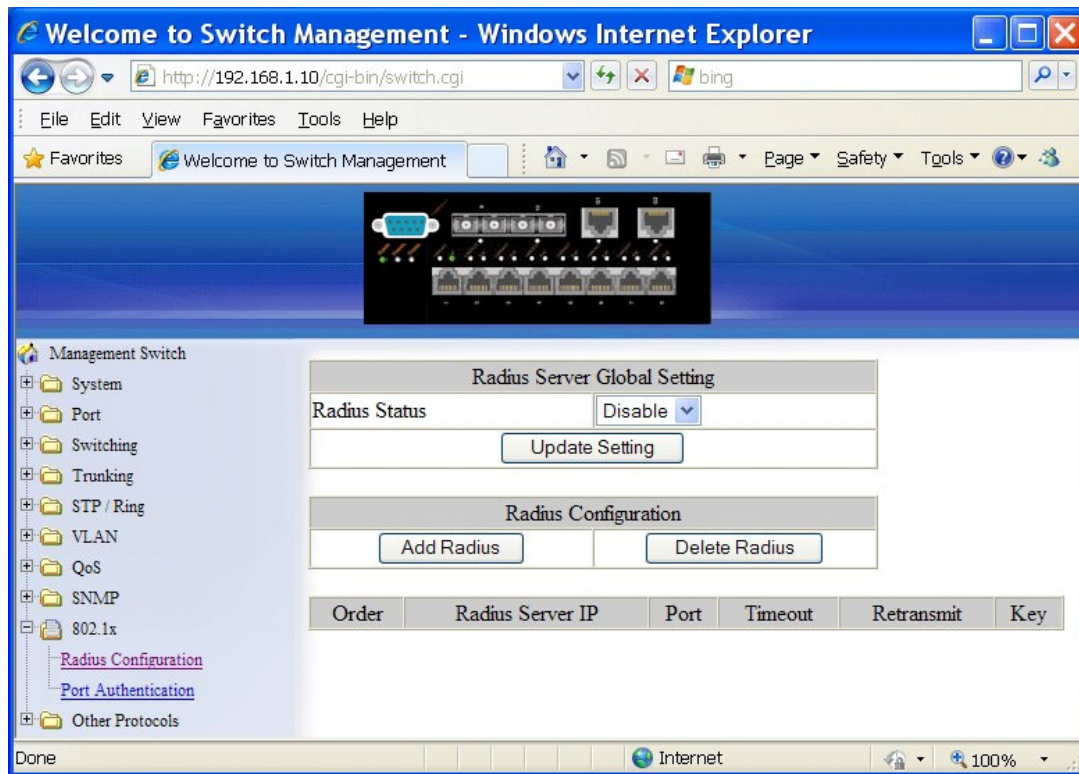 Welcome to Switch Management - Windows Internet Explorer
http://192.168.1.10/cgi-bin/switch.cgi
bing
File Edit View Favorites Tools Help
Favorites
Welcome to Switch Management
Page Safety Tools
Management Switch
System
Port
Switching
Trunking
STP / Ring
VLAN
QoS
SNMP
802.1x
Radius Configuration
Port Authentication
Other Protocols
Radius Server Global Setting
Radius Status Disable
Update Setting
Radius Configuration
Add Radius Delete Radius
Order Radius Server IP Port Timeout Retransmit Key
Done Internet 100%